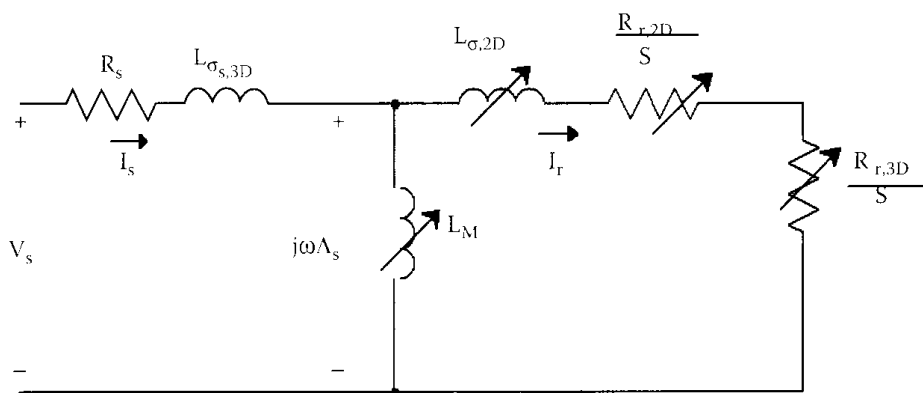 R_s
L_σs,3D
L_σ,2D
R_r,2D
S
+
+
I_s
I_r
R_r,3D
S
V_s
jωΛ_s
L_M
−
−